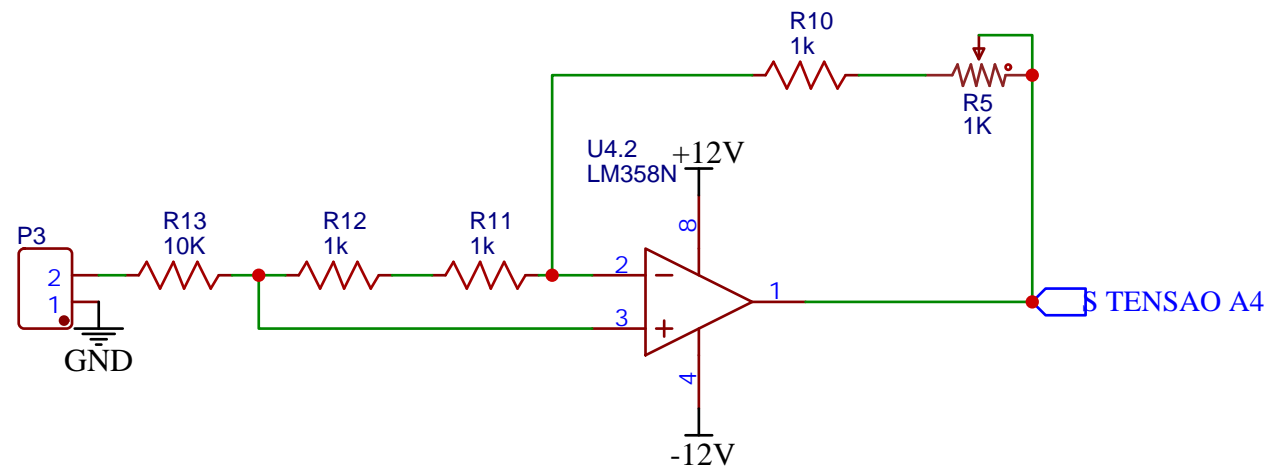 R10
1k
R5
1K
U4.2
LM358N
+12V
8
P3
R13
10K
R12
1k
R11
1k
2
1
GND
2
3
1
4
S TENSAO A4
-12V